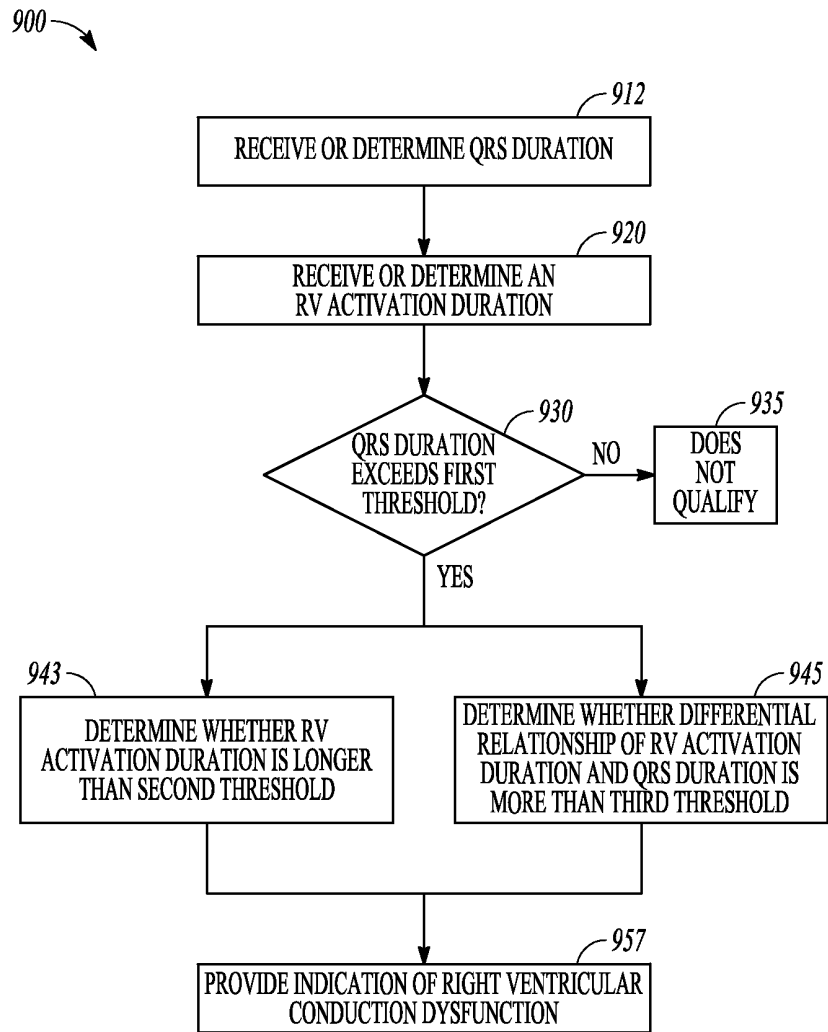 900
912
RECEIVE OR DETERMINE QRS DURATION
920
RECEIVE OR DETERMINE AN
RV ACTIVATION DURATION
930
QRS DURATION
EXCEEDS FIRST
THRESHOLD?
NO
935
DOES
NOT
QUALIFY
YES
943
DETERMINE WHETHER RV
ACTIVATION DURATION IS LONGER
THAN SECOND THRESHOLD
945
DETERMINE WHETHER DIFFERENTIAL
RELATIONSHIP OF RV ACTIVATION
DURATION AND QRS DURATION IS
MORE THAN THIRD THRESHOLD
957
PROVIDE INDICATION OF RIGHT VENTRICULAR
CONDUCTION DYSFUNCTION